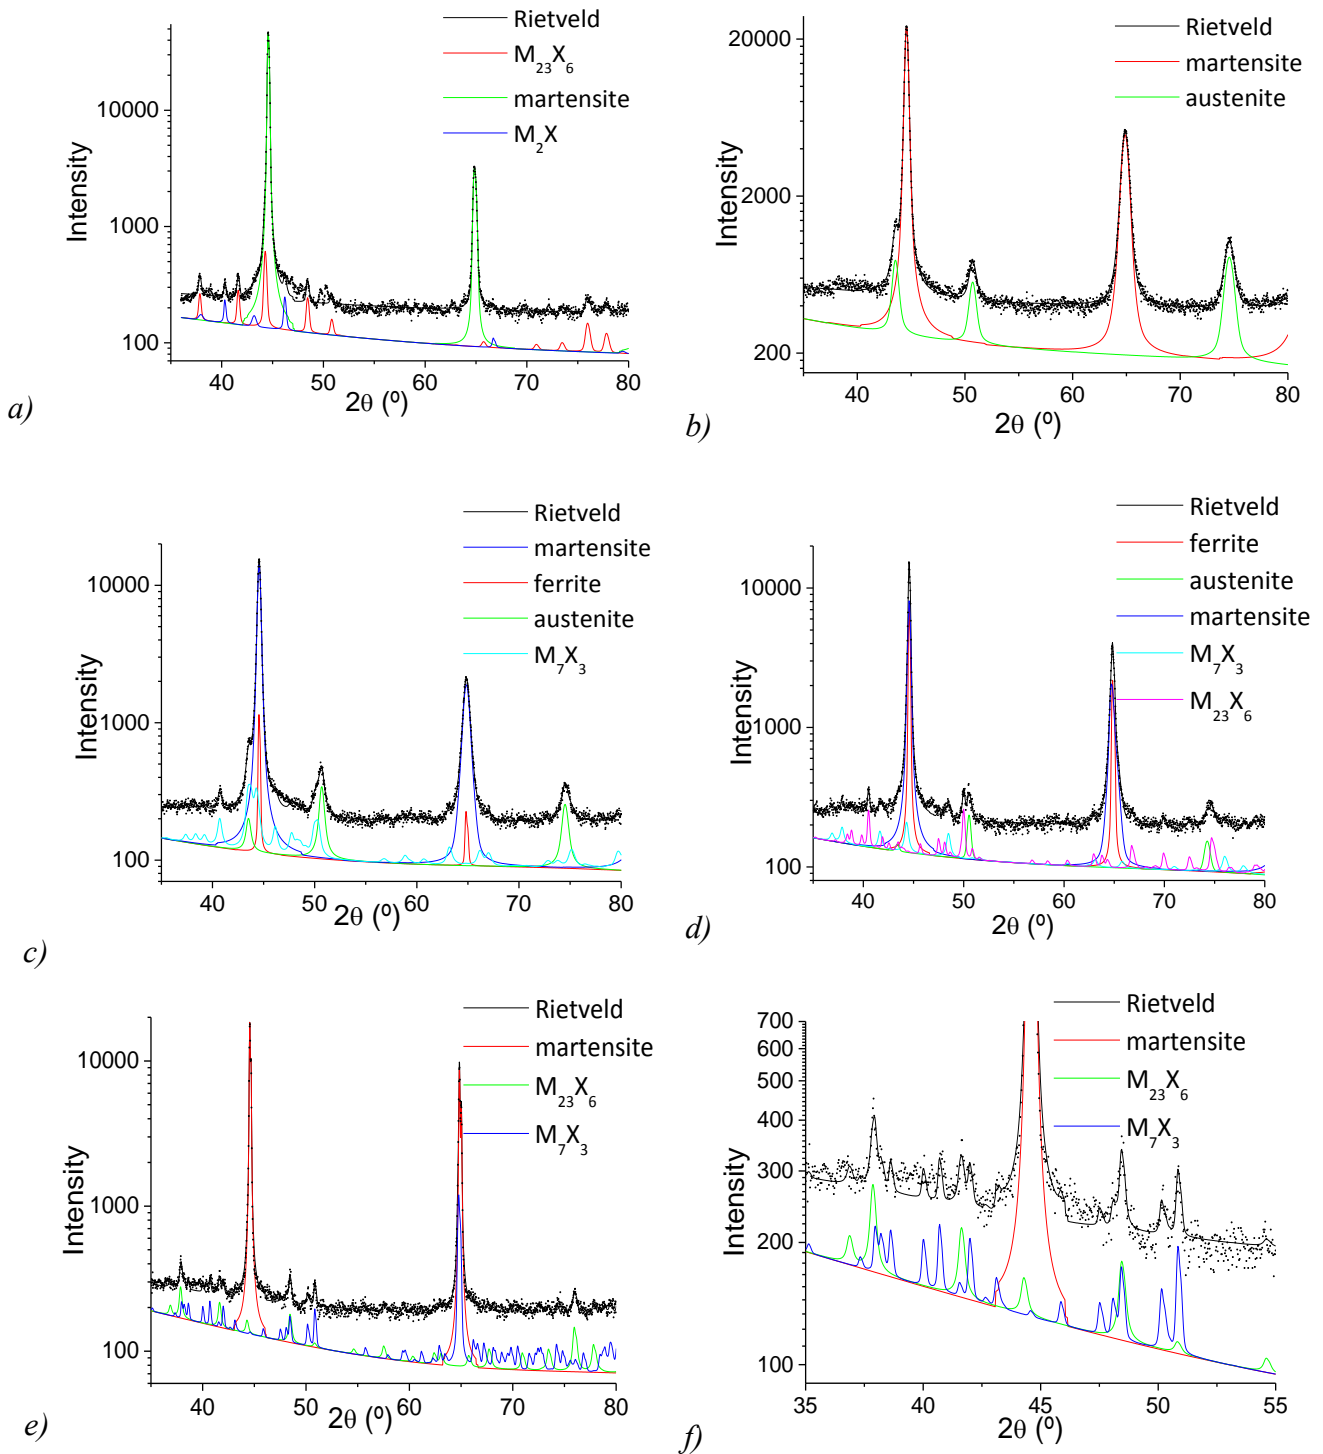 a)
Rietveld
M23X6
martensite
M2X
10000
1000
100
Intensity
40 50 60 70 80
2θ (º)
b)
Rietveld
martensite
austenite
20000
2000
200
Intensity
40 50 60 70 80
2θ (º)
c)
Rietveld
martensite
ferrite
austenite
M7X3
10000
1000
100
Intensity
40 50 60 70 80
2θ (º)
d)
Rietveld
ferrite
austenite
martensite
M7X3
M23X6
10000
1000
100
Intensity
40 50 60 70 80
2θ (º)
e)
Rietveld
martensite
M23X6
M7X3
10000
1000
100
Intensity
40 50 60 70 80
2θ (º)
f)
Rietveld
martensite
M23X6
M7X3
700
600
500
400
300
200
100
Intensity
35 40 45 50 55
2θ (º)